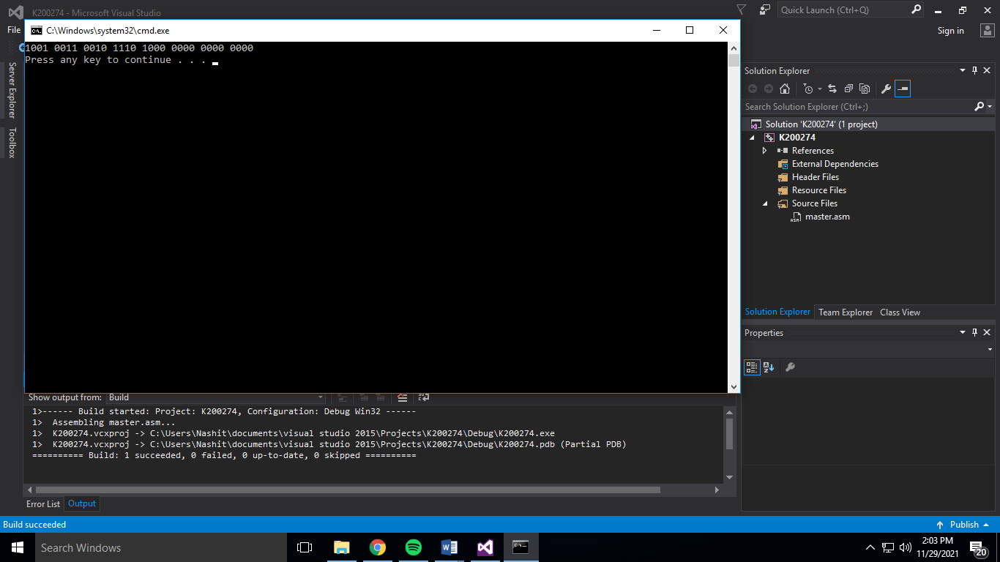 K200274 - Microsoft Visual Studio
Quick Launch (Ctrl+Q)
File
Sign in
C:\Windows\system32\cmd.exe
1001 0011 0010 1110 1000 0000 0000 0000
Press any key to continue . . .
Server Explorer
Toolbox
Solution Explorer
Search Solution Explorer (Ctrl+;)
Solution 'K200274' (1 project)
K200274
References
External Dependencies
Header Files
Resource Files
Source Files
ASM
master.asm
Solution Explorer Team Explorer Class View
Properties
Show output from: Build
1>------ Build started: Project: K200274, Configuration: Debug Win32 ------
1>  Assembling master.asm...
1>  K200274.vcxproj -> C:\Users\Nashit\documents\visual studio 2015\Projects\K200274\Debug\K200274.exe
1>  K200274.vcxproj -> C:\Users\Nashit\documents\visual studio 2015\Projects\K200274\Debug\K200274.pdb (Partial PDB)
========== Build: 1 succeeded, 0 failed, 0 up-to-date, 0 skipped ==========
Error List Output
Build succeeded
Publish
Search Windows
2:03 PM
11/29/2021
20